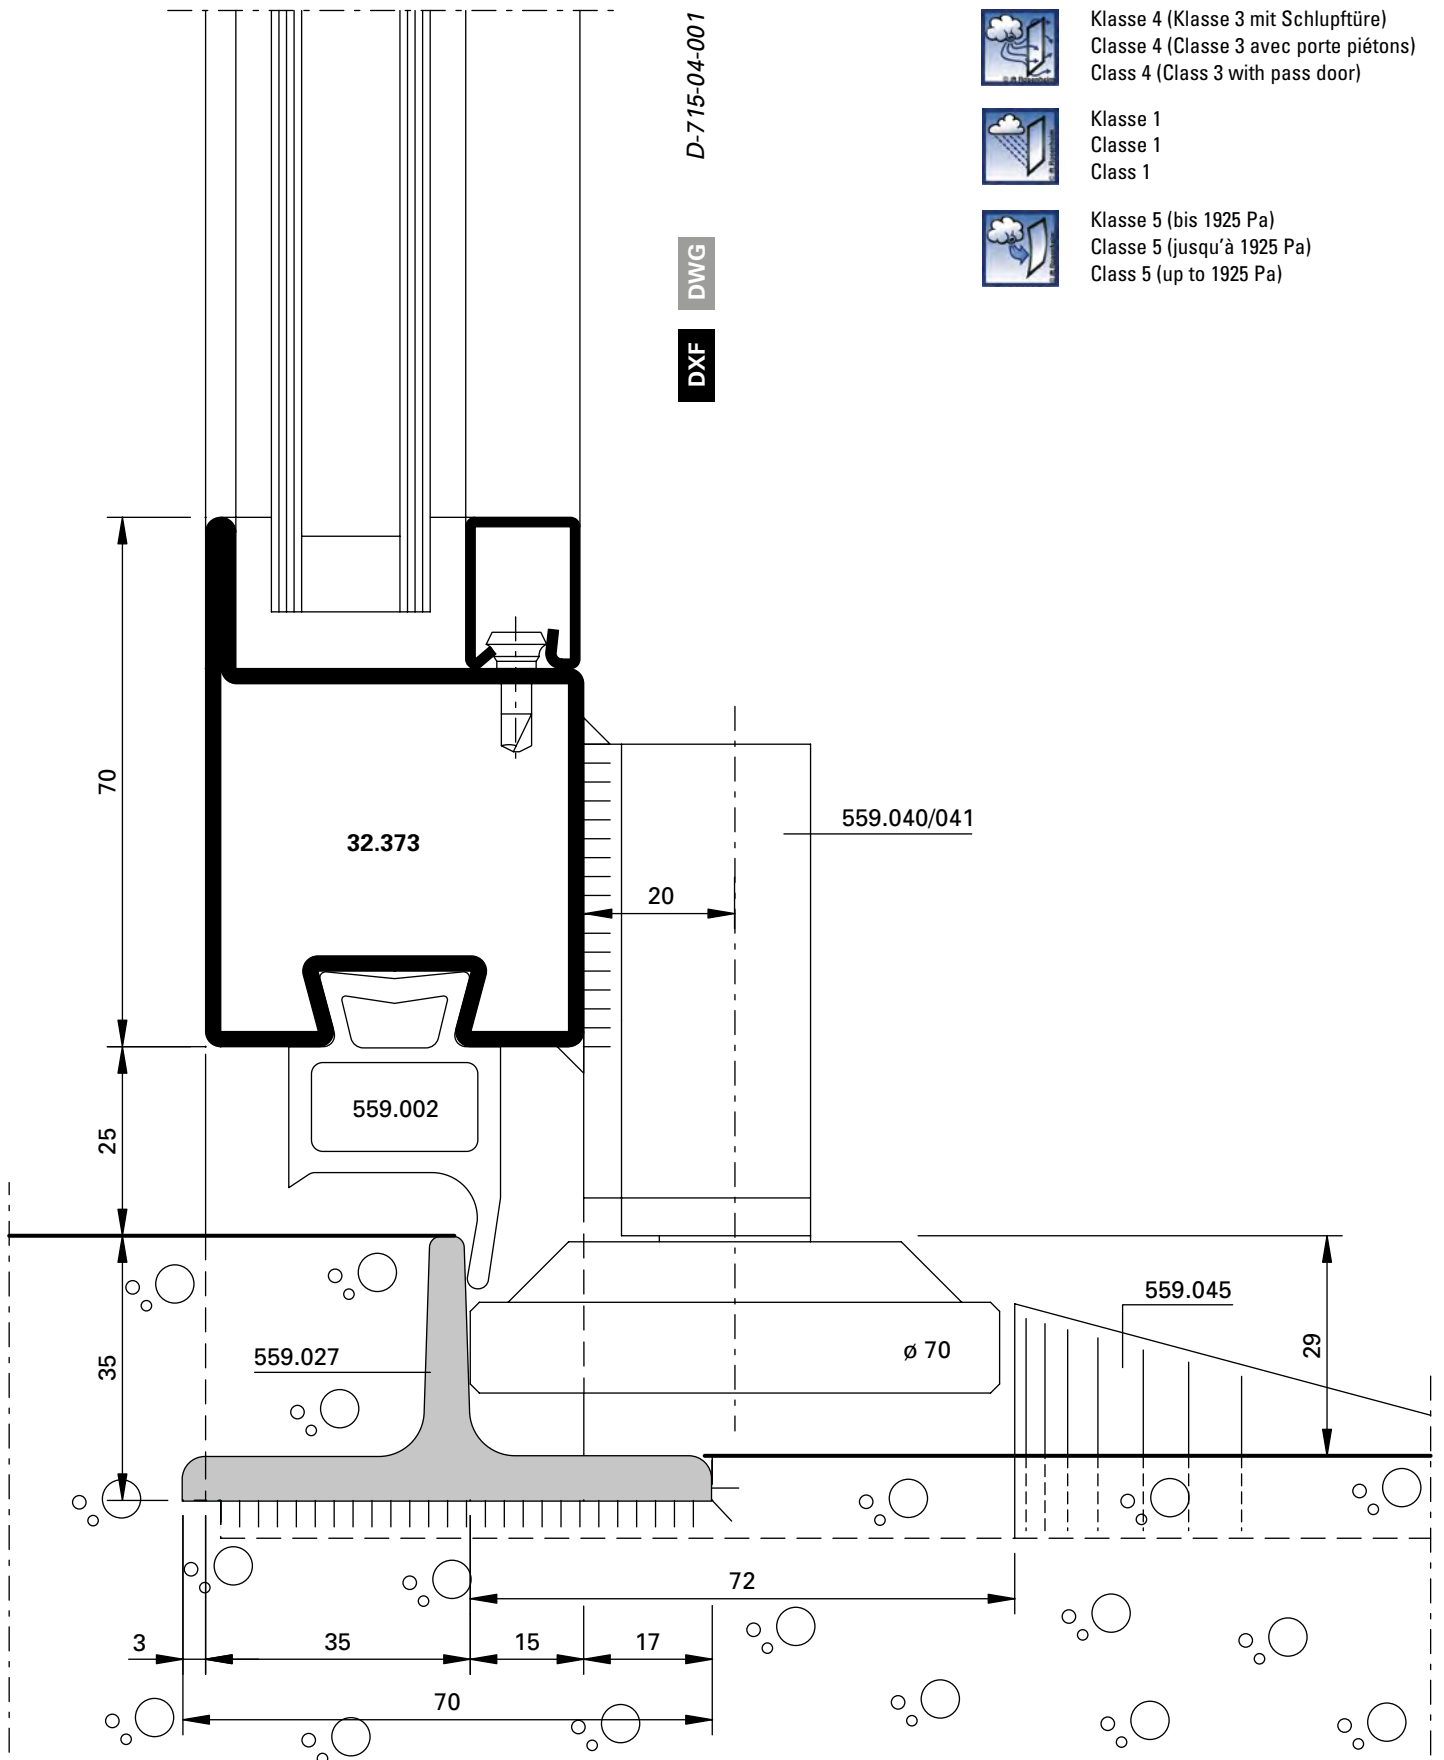 D-715-04-001
DWG
DXF
Klasse 4 (Klasse 3 mit Schlupftüre)
Classe 4 (Classe 3 avec porte piétons)
Class 4 (Class 3 with pass door)
Klasse 1
Classe 1
Class 1
Klasse 5 (bis 1925 Pa)
Classe 5 (jusqu'à 1925 Pa)
Class 5 (up to 1925 Pa)
70
32.373
559.040/041
20
25
559.002
35
559.027
ø 70
559.045
29
72
3
35
15
17
70